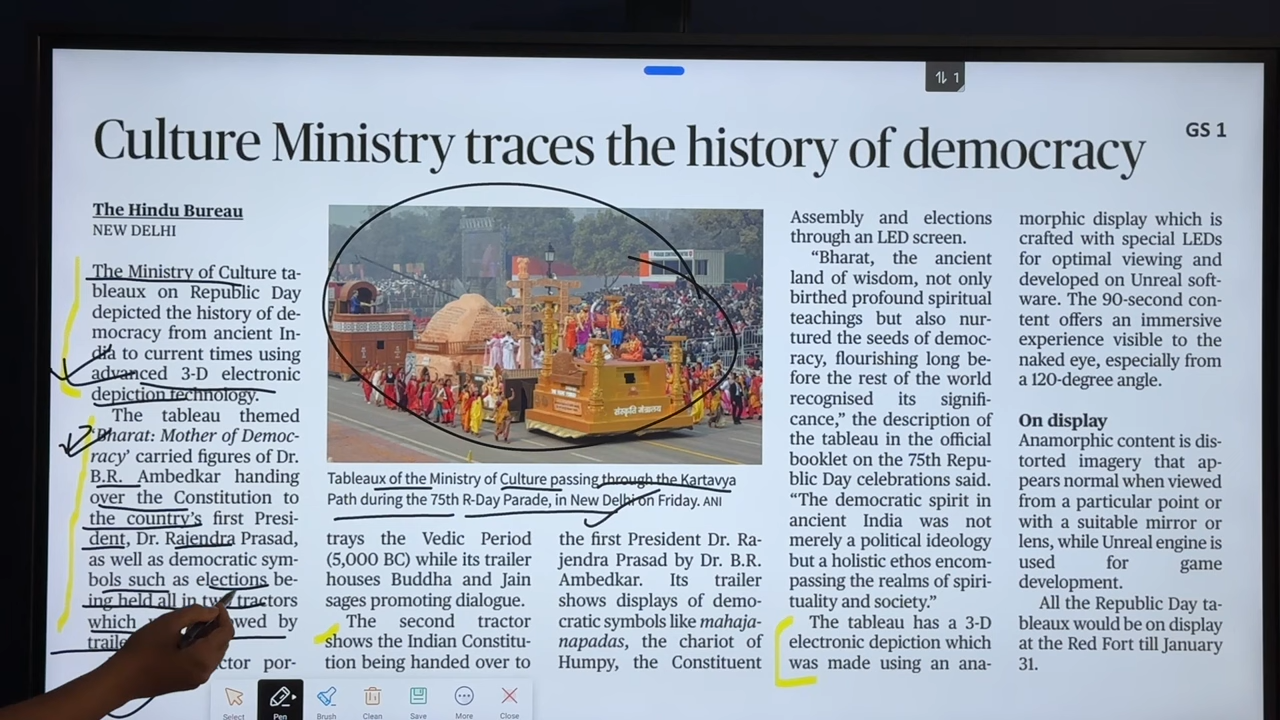 1
Culture Ministry traces the history of democracy
GS 1
The Hindu Bureau
NEW DELHI
The Ministry of Culture ta-
bleaux on Republic Day
depicted the history of de-
mocracy from ancient In-
dia to current times using
advanced 3-D electronic
depiction technology.
The tableau themed
‘Bharat: Mother of Democ-
racy’ carried figures of Dr.
B.R. Ambedkar handing
over the Constitution to
the country’s first Presi-
dent, Dr. Rajendra Prasad,
as well as democratic sym-
bols such as elections be-
ing held all in two tractors
which
by
ctor por-
संस्कृति मंत्रालय
Tableaux of the Ministry of Culture passing through the Kartavya
Path during the 75th R-Day Parade, in New Delhi on Friday. ANI
trays the Vedic Period
(5,000 BC) while its trailer
houses Buddha and Jain
sages promoting dialogue.
The second tractor
shows the Indian Constitu-
tion being handed over to
the first President Dr. Ra-
jendra Prasad by Dr. B.R.
Ambedkar. Its trailer
shows displays of demo-
cratic symbols like mahaja-
napadas, the chariot of
Humpy, the Constituent
Assembly and elections
through an LED screen.
“Bharat, the ancient
land of wisdom, not only
birthed profound spiritual
teachings but also nur-
tured the seeds of democ-
racy, flourishing long be-
fore the rest of the world
recognised its signifi-
cance,” the description of
the tableau in the official
booklet on the 75th Repu-
blic Day celebrations said.
“The democratic spirit in
ancient India was not
merely a political ideology
but a holistic ethos encom-
passing the realms of spiri-
tuality and society.”
The tableau has a 3-D
electronic depiction which
was made using an ana-
morphic display which is
crafted with special LEDs
for optimal viewing and
developed on Unreal soft-
ware. The 90-second con-
tent offers an immersive
experience visible to the
naked eye, especially from
a 120-degree angle.
On display
Anamorphic content is dis-
torted imagery that ap-
pears normal when viewed
from a particular point or
with a suitable mirror or
lens, while Unreal engine is
used for game
development.
All the Republic Day ta-
bleaux would be on display
at the Red Fort till January
31.
Select
Pen
Brush
Clean
Save
More
Close